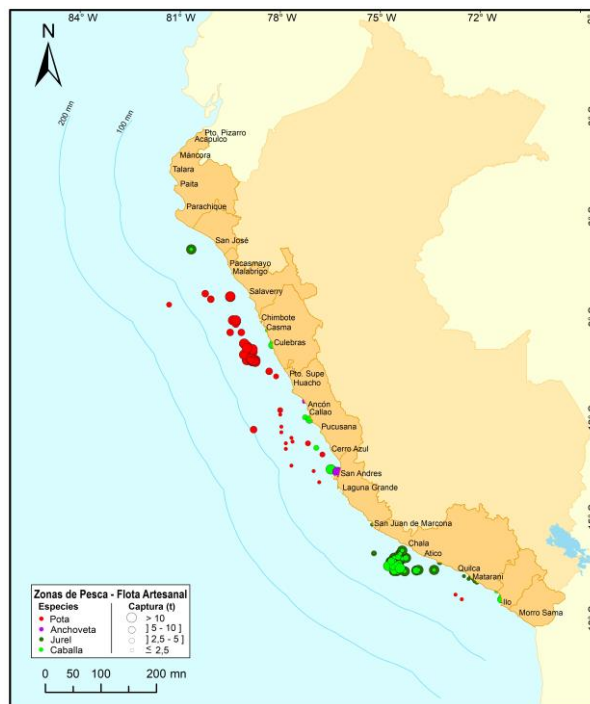 84° W 81° W 78° W 75° W 72° W
N
200 mn
100 mn
Pto. Pizarro
Acapulco
Máncora
Talara
Paita
Parachique
San José
Pacasmayo
Malabrigo
Salaverry
Chimbote
Casma
Culebras
Pto. Supe
Huacho
Ancón
Callao
Pucusana
Cerro Azul
San Andres
Laguna Grande
San Juan de Marcona
Chala
Atico
Quilca
Matarani
Ilo
Morro Sama
Zonas de Pesca - Flota Artesanal
Especies Captura (t)
Pota > 10
Anchoveta ] 5 - 10 ]
Jurel ] 2,5 - 5 ]
Caballa ≤ 2,5
0 50 100 200 mn